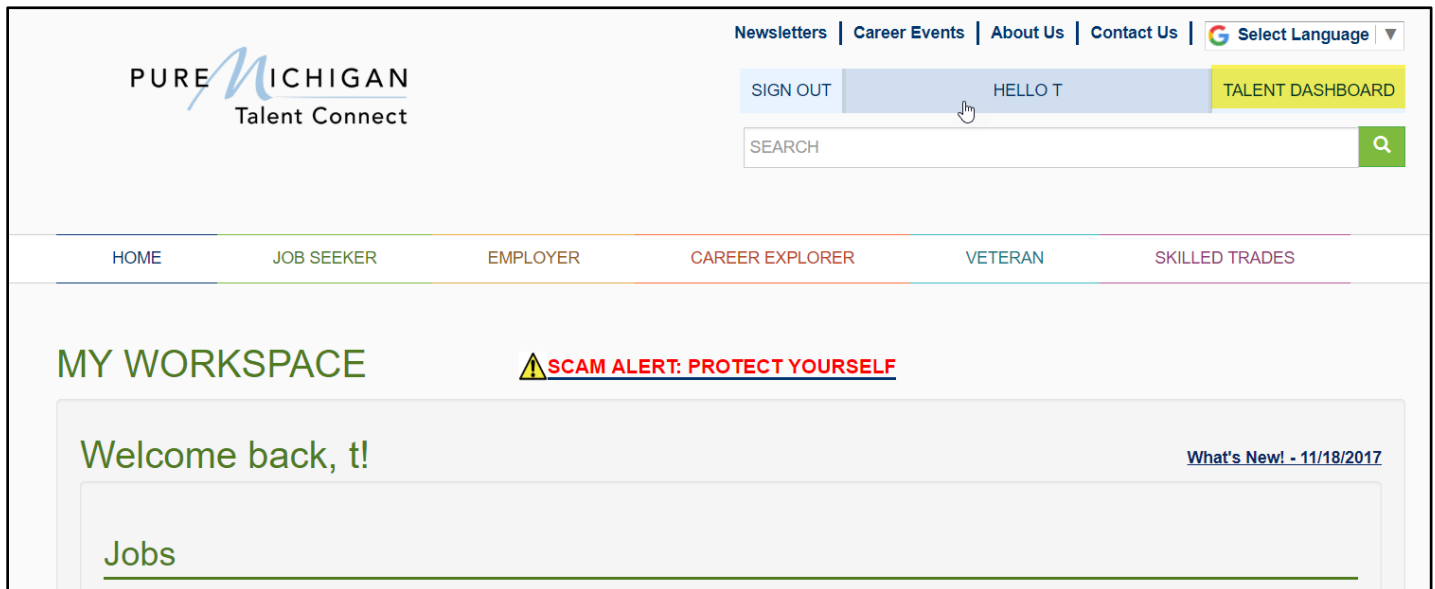 Newsletters | Career Events | About Us | Contact Us | G Select Language | ▼
PURE MICHIGAN
Talent Connect
SIGN OUT HELLO T TALENT DASHBOARD
SEARCH
HOME JOB SEEKER EMPLOYER CAREER EXPLORER VETERAN SKILLED TRADES
MY WORKSPACE SCAM ALERT: PROTECT YOURSELF
Welcome back, t! What's New! - 11/18/2017
Jobs